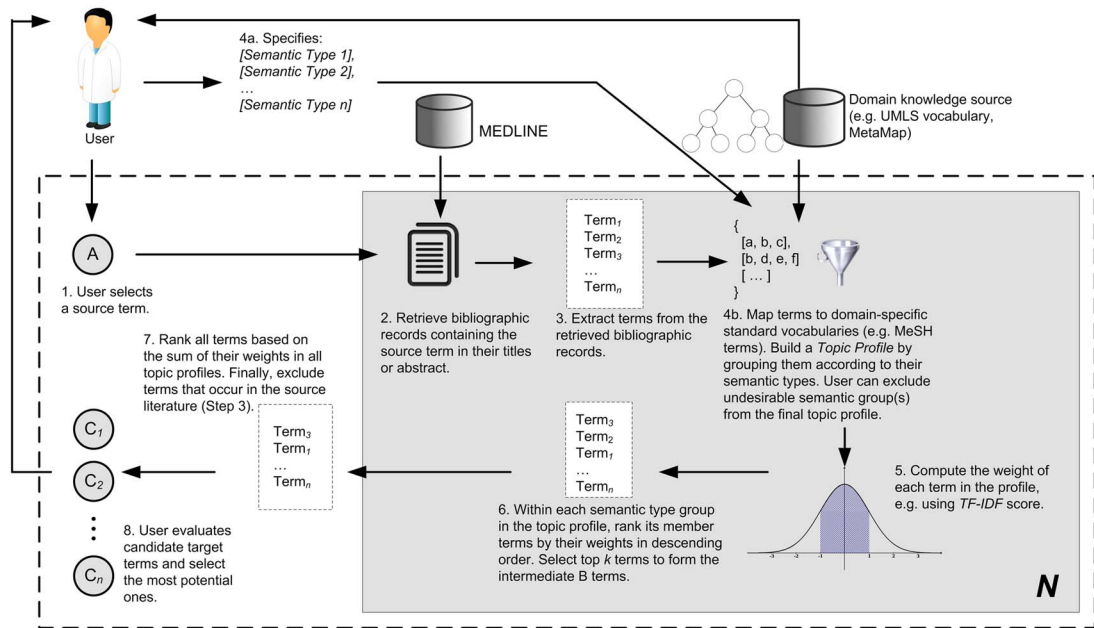 4a. Specifies:
[Semantic Type 1],
[Semantic Type 2],
…
[Semantic Type n]
User
MEDLINE
Domain knowledge source
(e.g. UMLS vocabulary,
MetaMap)
A
1. User selects
a source term.
2. Retrieve bibliographic
records containing the
source term in their titles
or abstract.
Term1
Term2
Term3
…
Termn
3. Extract terms from the
retrieved bibliographic
records.
{
[a, b, c],
[b, d, e, f]
[ … ]
}
4b. Map terms to domain-specific
standard vocabularies (e.g. MeSH
terms). Build a Topic Profile by
grouping them according to their
semantic types. User can exclude
undesirable semantic group(s)
from the final topic profile.
5. Compute the weight of
each term in the profile,
e.g. using TF-IDF score.
-3 -2 -1 0 1 2 3
Term3
Term2
Term1
…
Termn
6. Within each semantic type group
in the topic profile, rank its member
terms by their weights in descending
order. Select top k terms to form the
intermediate B terms.
N
7. Rank all terms based on
the sum of their weights in all
topic profiles. Finally, exclude
terms that occur in the source
literature (Step 3).
Term3
Term1
…
Termn
C1
C2
Cn
8. User evaluates
candidate target
terms and select
the most potential
ones.